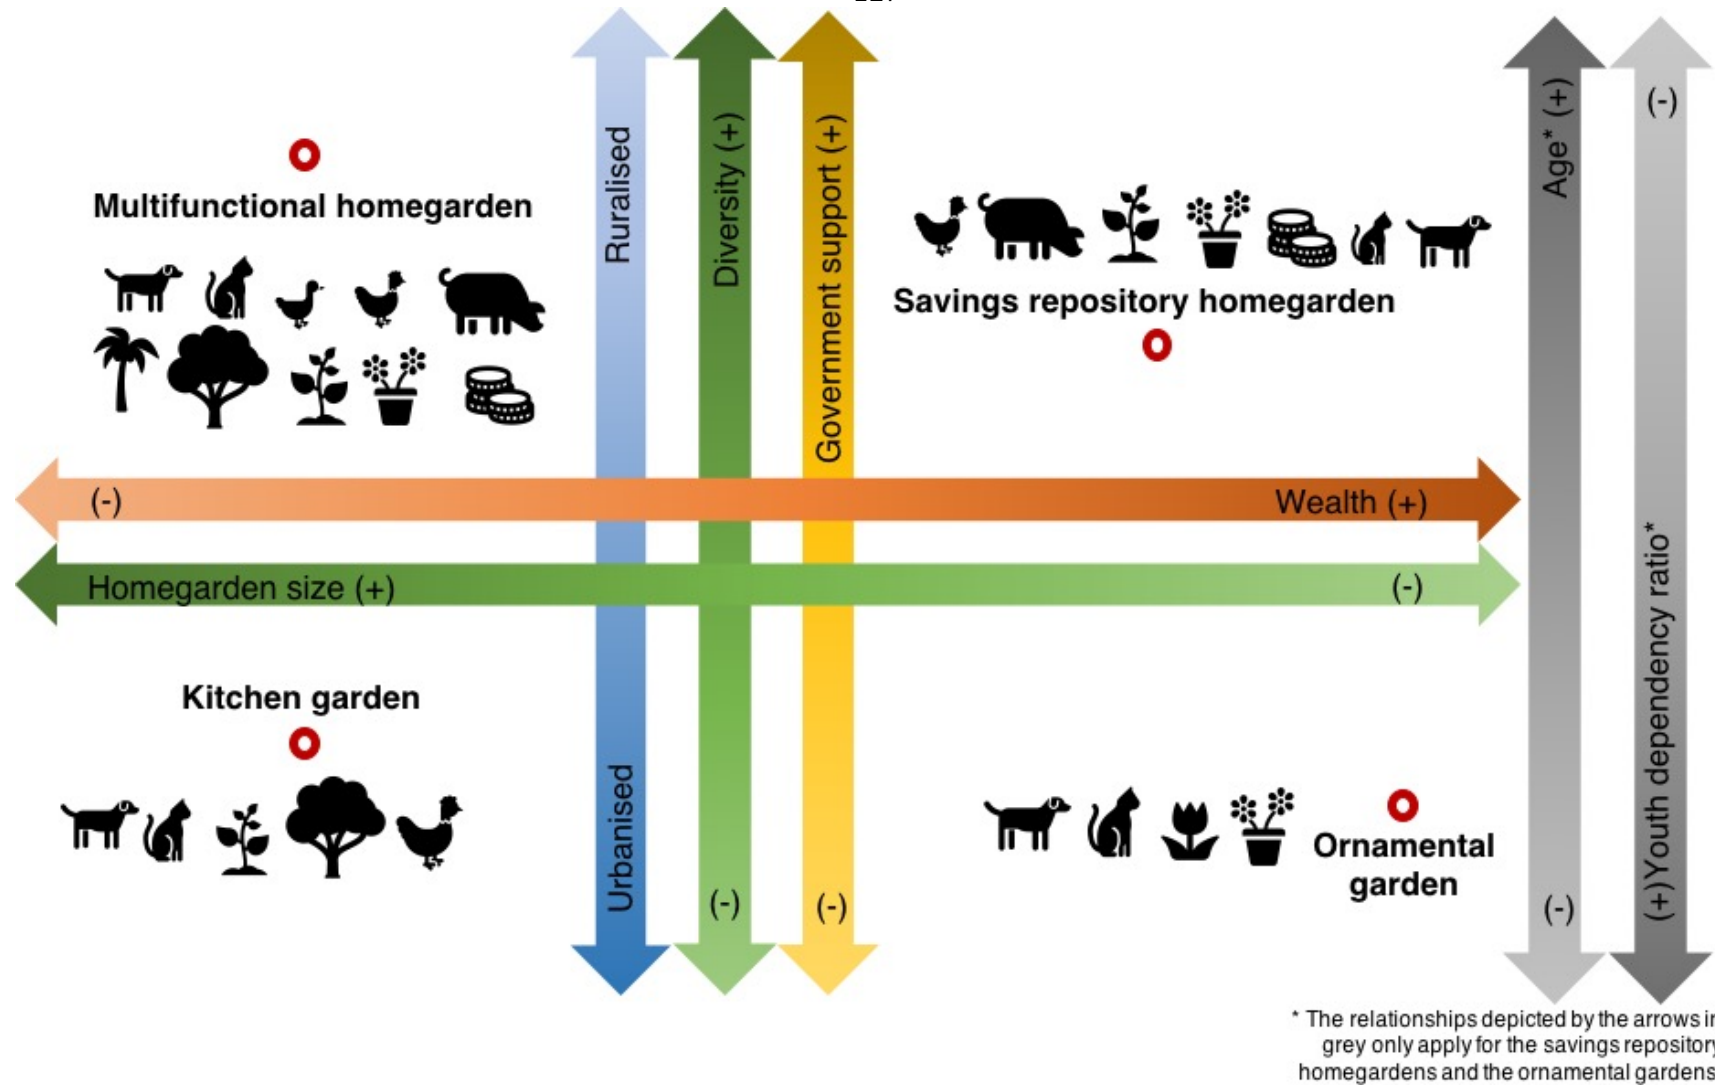 Multifunctional homegarden
Ruralised
Diversity (+)
Government support (+)
Savings repository homegarden
Age* (+)
(-)
(-)
Wealth (+)
Homegarden size (+)
(-)
Kitchen garden
Urbanised
(-)
(-)
Ornamental
garden
(-)
(+)Youth dependency ratio*
* The relationships depicted by the arrows in
grey only apply for the savings repository
homegardens and the ornamental gardens